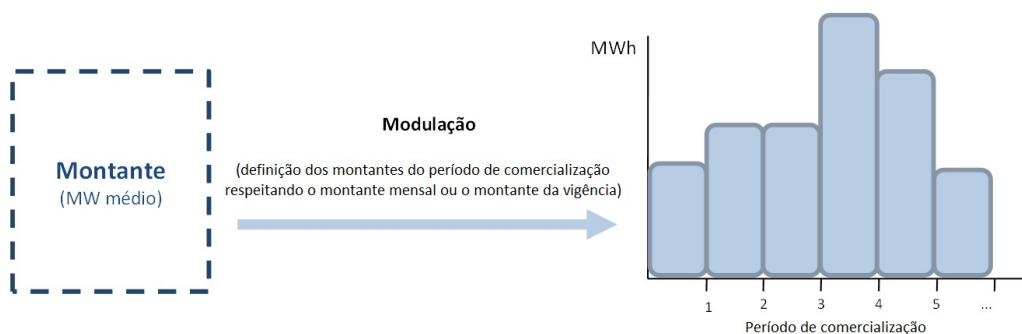 Montante
(MW médio)
Modulação
(definição dos montantes do período de comercialização
respeitando o montante mensal ou o montante da vigência)
MWh
1 2 3 4 5 ...
Período de comercialização